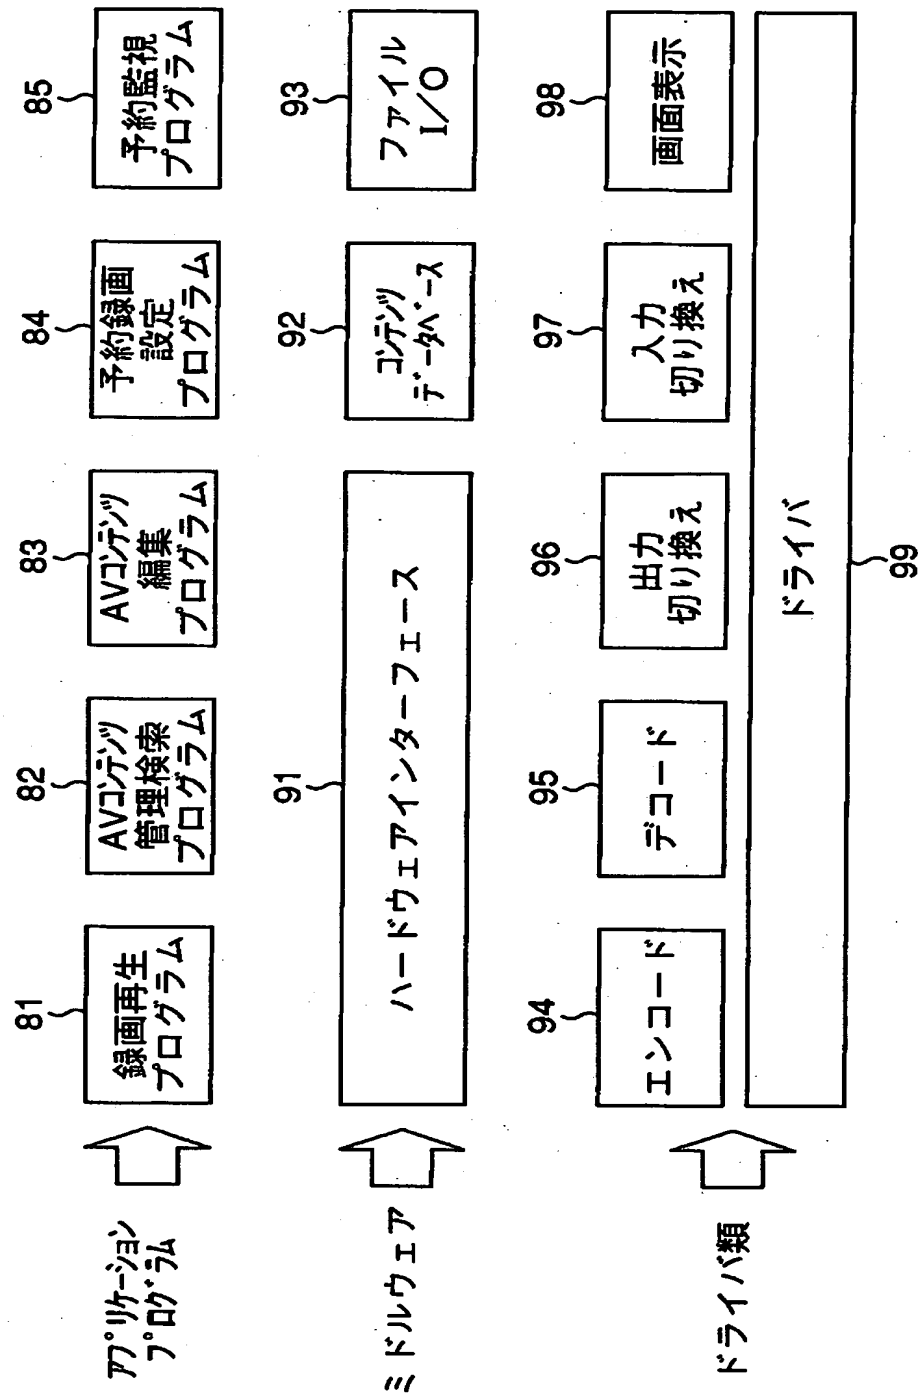 アプリケーション
プログラム
81
録画再生
プログラム
82
AVコンテンツ
管理検索
プログラム
83
AVコンテンツ
編集
プログラム
84
予約録画
設定
プログラム
85
予約監視
プログラム
ミドルウェア
91
ハードウェアインターフェース
92
コンテンツ
データベース
93
ファイル
I/O
ドライバ類
94
エンコード
95
デコード
96
出力
切り換え
97
入力
切り換え
98
画面表示
ドライバ
99